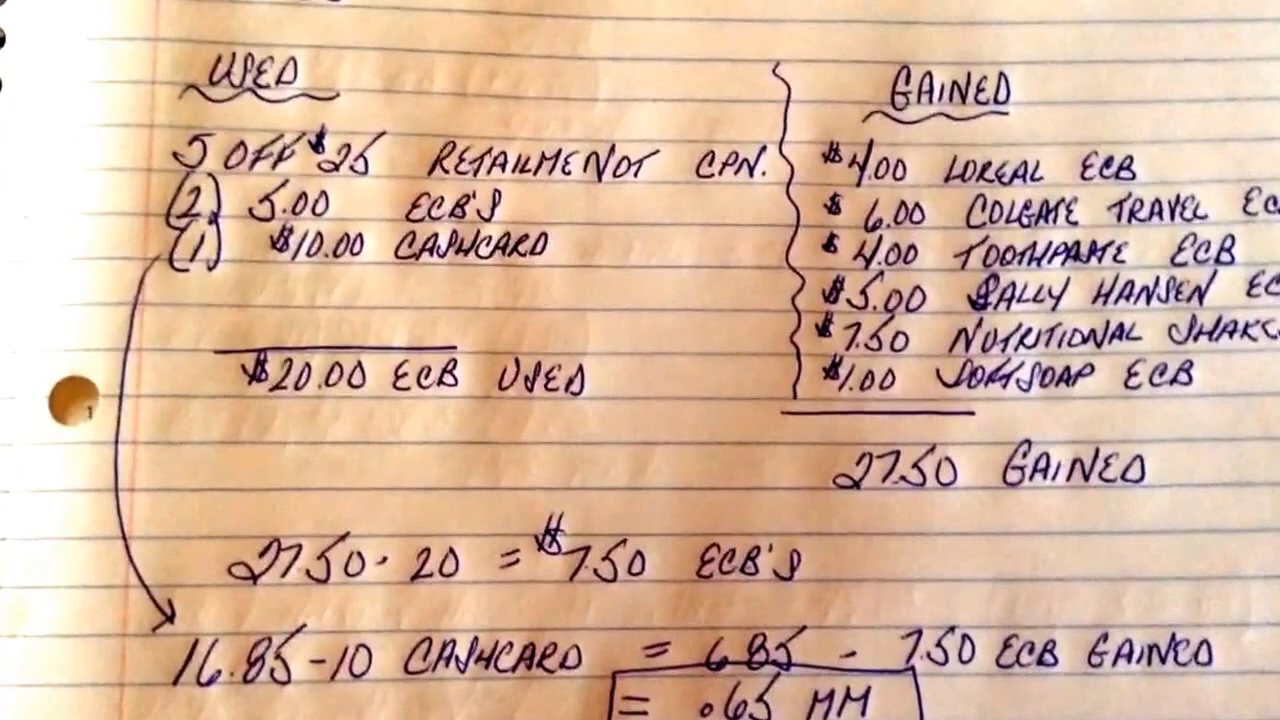 USED
5 OFF $25 RETAILMENOT CPN.
(2) 5.00 ECB'S
(1) $10.00 CASHCARD
$20.00 ECB USED
GAINED
$4.00 LOREAL ECB
$6.00 COLGATE TRAVEL EC
$4.00 TOOTHPASTE ECB
$5.00 SALLY HANSEN EC
$7.50 NUTRITIONAL SHAKE
$1.00 SOFTSOAP ECB
27.50 GAINED
27.50 - 20 = $7.50 ECB'S
16.85 - 10 CASHCARD = 6.85 - 7.50 ECB GAINED
= .65 MM